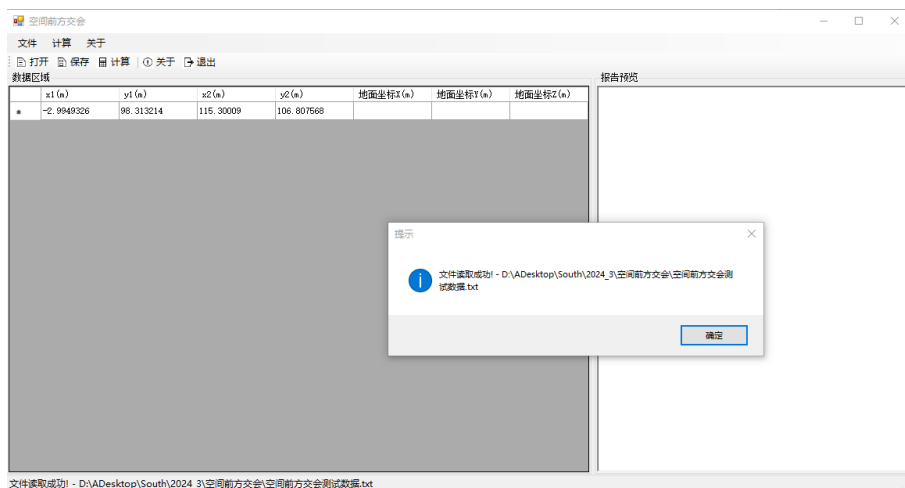 空间前方交会
文件 计算 关于
打开 保存 计算 关于 退出
数据区域 报告预览
x1(m) y1(m) x2(m) y2(m) 地面坐标X(m) 地面坐标Y(m) 地面坐标Z(m)
-2.9949326 98.313214 115.30009 106.807568
提示
文件读取成功! - D:\ADesktop\South\2024_3\空间前方交会\空间前方交会测
试数据.txt
确定
文件读取成功! - D:\ADesktop\South\2024_3\空间前方交会\空间前方交会测试数据.txt